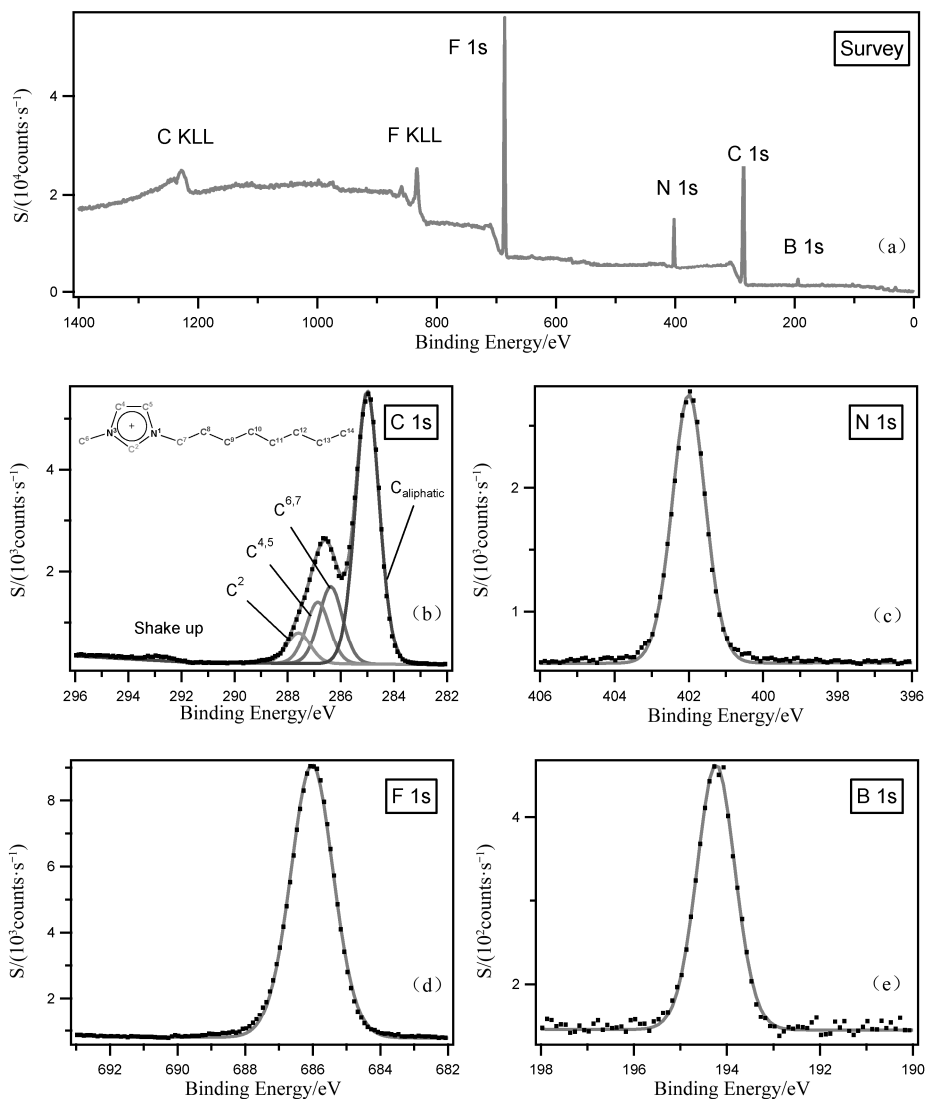 Survey
F 1s
C KLL
F KLL
C 1s
N 1s
B 1s
(a)
S/(10⁴counts·s⁻¹)
4
2
0
1400 1200 1000 800 600 400 200 0
Binding Energy/eV
C 1s
C⁴ C⁵
C⁶ N³ + N¹ C²
C⁷ C⁸ C⁹ C¹⁰ C¹¹ C¹² C¹³ C¹⁴
C aliphatic
C⁶,⁷
C⁴,⁵
C²
Shake up
(b)
S/(10³counts·s⁻¹)
4
2
296 294 292 290 288 286 284 282
Binding Energy/eV
N 1s
(c)
S/(10³counts·s⁻¹)
2
1
406 404 402 400 398 396
Binding Energy/eV
F 1s
(d)
S/(10³counts·s⁻¹)
8
6
4
2
692 690 688 686 684 682
Binding Energy/eV
B 1s
(e)
S/(10²counts·s⁻¹)
4
2
198 196 194 192 190
Binding Energy/eV